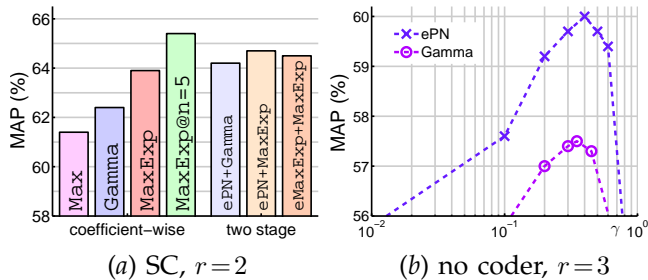 MAP (%)
66
64
62
60
58
Max
Gamma
MaxExp
MaxExp@n=5
ePN+Gamma
ePN+MaxExp
eMaxExp+MaxExp
coefficient-wise
two stage
(a) SC, r=2
MAP (%)
60
59
58
57
56
ePN
Gamma
10⁻²
10⁻¹
γ
10⁰
(b) no coder, r=3